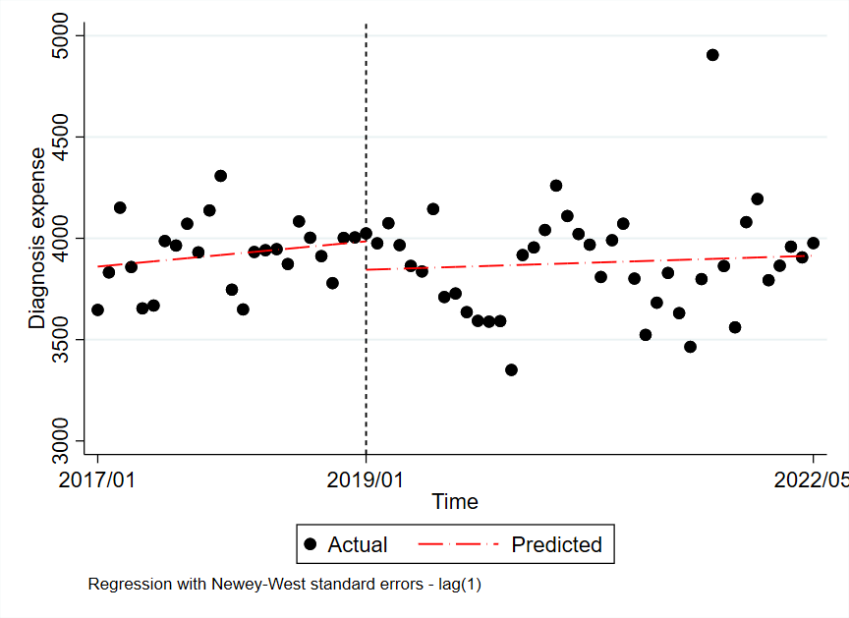 5000
4500
4000
3500
3000
Diagnosis expense
2017/01
2019/01
2022/05
Time
Actual
Predicted
Regression with Newey-West standard errors - lag(1)